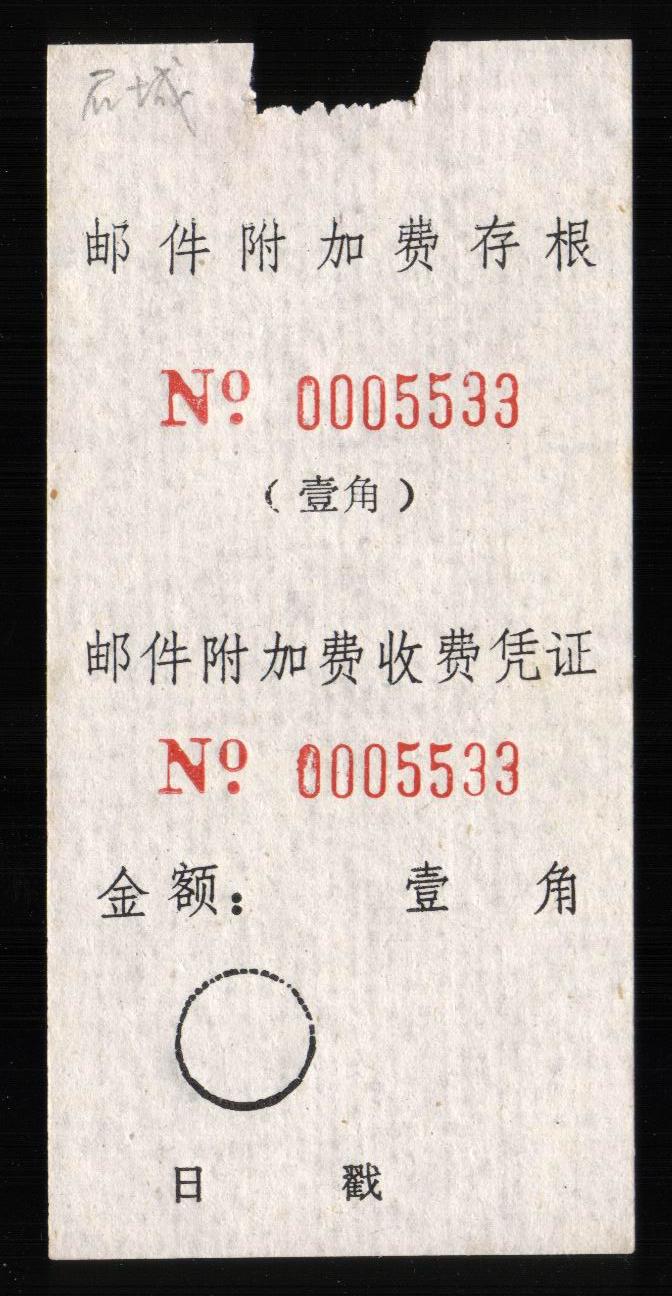 石城
邮件附加费存根
Nº 0005533
（壹角）
邮件附加费收费凭证
Nº 0005533
金额： 壹 角
日 戳